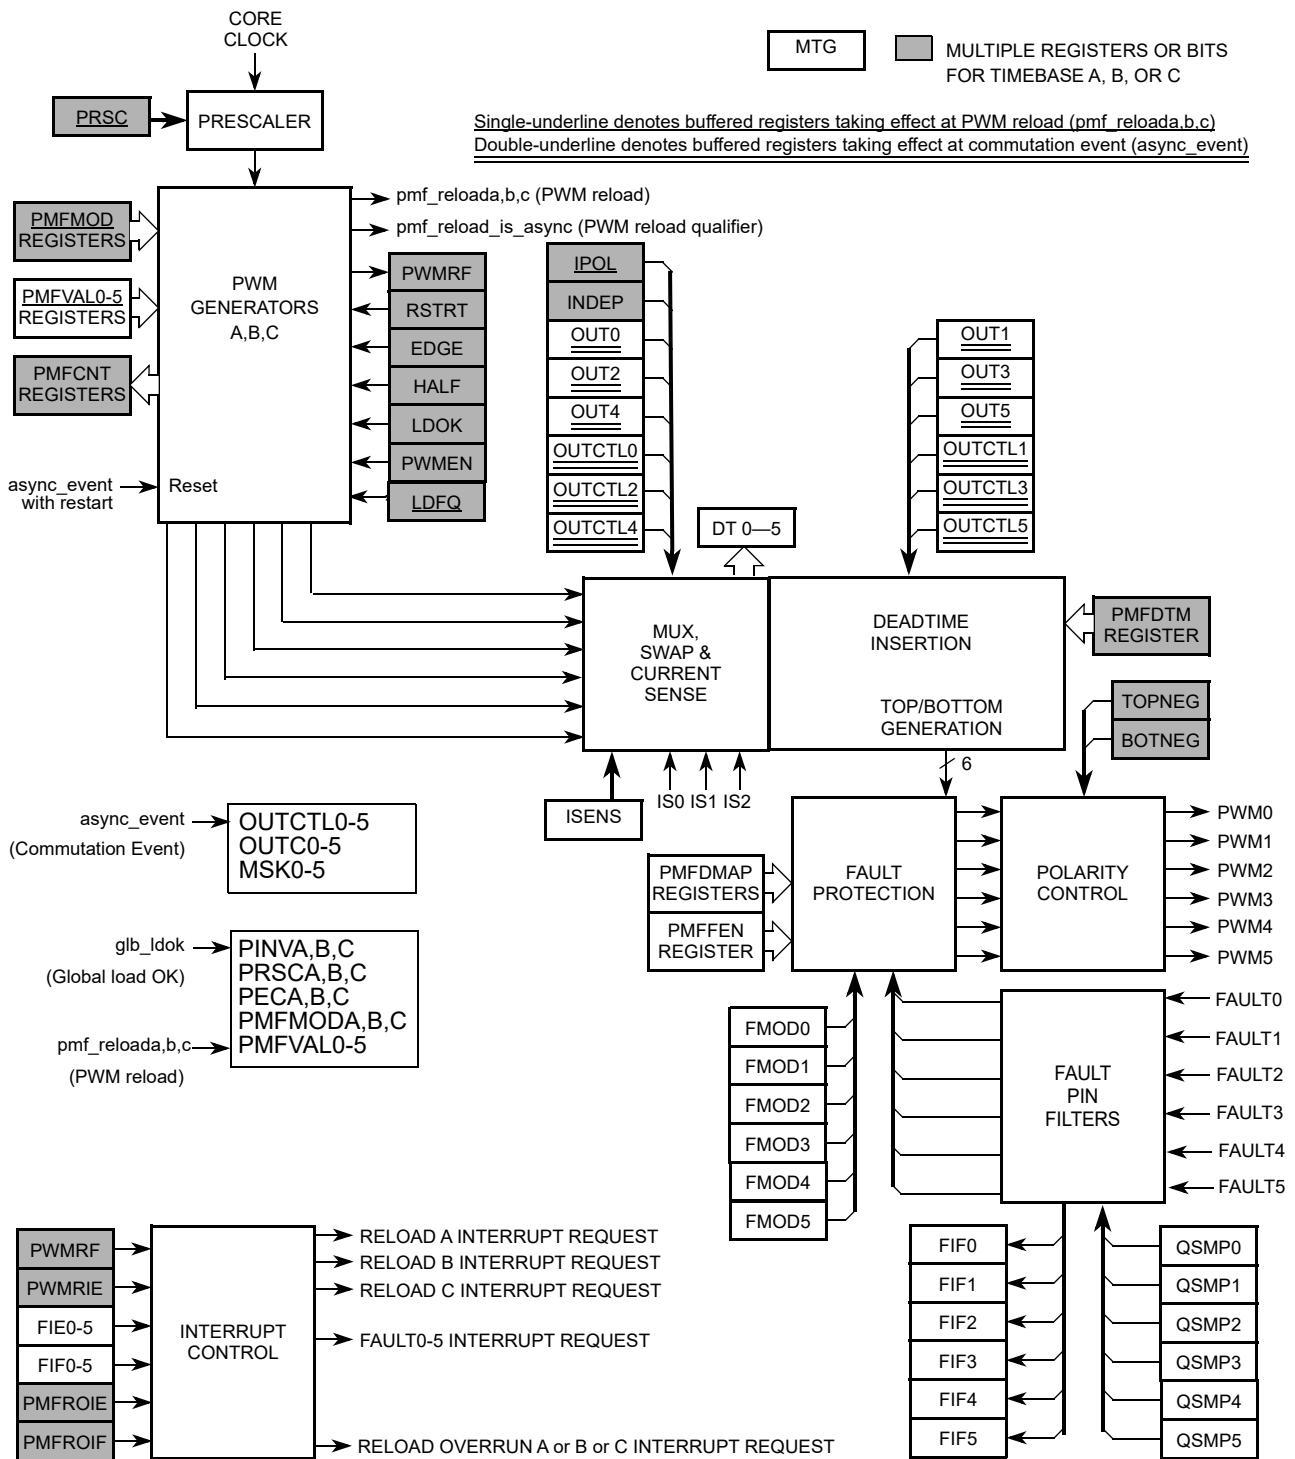 CORE
CLOCK
MTG
MULTIPLE REGISTERS OR BITS
FOR TIMEBASE A, B, OR C
PRSC
PRESCALER
Single-underline denotes buffered registers taking effect at PWM reload (pmf_reloada,b,c)
Double-underline denotes buffered registers taking effect at commutation event (async_event)
PMFMOD
REGISTERS
PMFVAL0-5
REGISTERS
PMFCNT
REGISTERS
async_event
with restart
PWM
GENERATORS
A,B,C
Reset
pmf_reloada,b,c (PWM reload)
pmf_reload_is_async (PWM reload qualifier)
PWMRF
RSTRT
EDGE
HALF
LDOK
PWMEN
LDFQ
IPOL
INDEP
OUT0
OUT2
OUT4
OUTCTL0
OUTCTL2
OUTCTL4
DT 0—5
OUT1
OUT3
OUT5
OUTCTL1
OUTCTL3
OUTCTL5
MUX,
SWAP &
CURRENT
SENSE
DEADTIME
INSERTION
TOP/BOTTOM
GENERATION
PMFDTM
REGISTER
TOPNEG
BOTNEG
6
ISENS
IS0 IS1 IS2
async_event
(Commutation Event)
OUTCTL0-5
OUTC0-5
MSK0-5
glb_ldok
(Global load OK)
pmf_reloada,b,c
(PWM reload)
PINVA,B,C
PRSCA,B,C
PECA,B,C
PMFMODA,B,C
PMFVAL0-5
PMFDMAP
REGISTERS
PMFFEN
REGISTER
FAULT
PROTECTION
POLARITY
CONTROL
PWM0
PWM1
PWM2
PWM3
PWM4
PWM5
FMOD0
FMOD1
FMOD2
FMOD3
FMOD4
FMOD5
FAULT
PIN
FILTERS
FAULT0
FAULT1
FAULT2
FAULT3
FAULT4
FAULT5
FIF0
FIF1
FIF2
FIF3
FIF4
FIF5
QSMP0
QSMP1
QSMP2
QSMP3
QSMP4
QSMP5
PWMRF
PWMRIE
FIE0-5
FIF0-5
PMFROIE
PMFROIF
INTERRUPT
CONTROL
RELOAD A INTERRUPT REQUEST
RELOAD B INTERRUPT REQUEST
RELOAD C INTERRUPT REQUEST
FAULT0-5 INTERRUPT REQUEST
RELOAD OVERRUN A or B or C INTERRUPT REQUEST